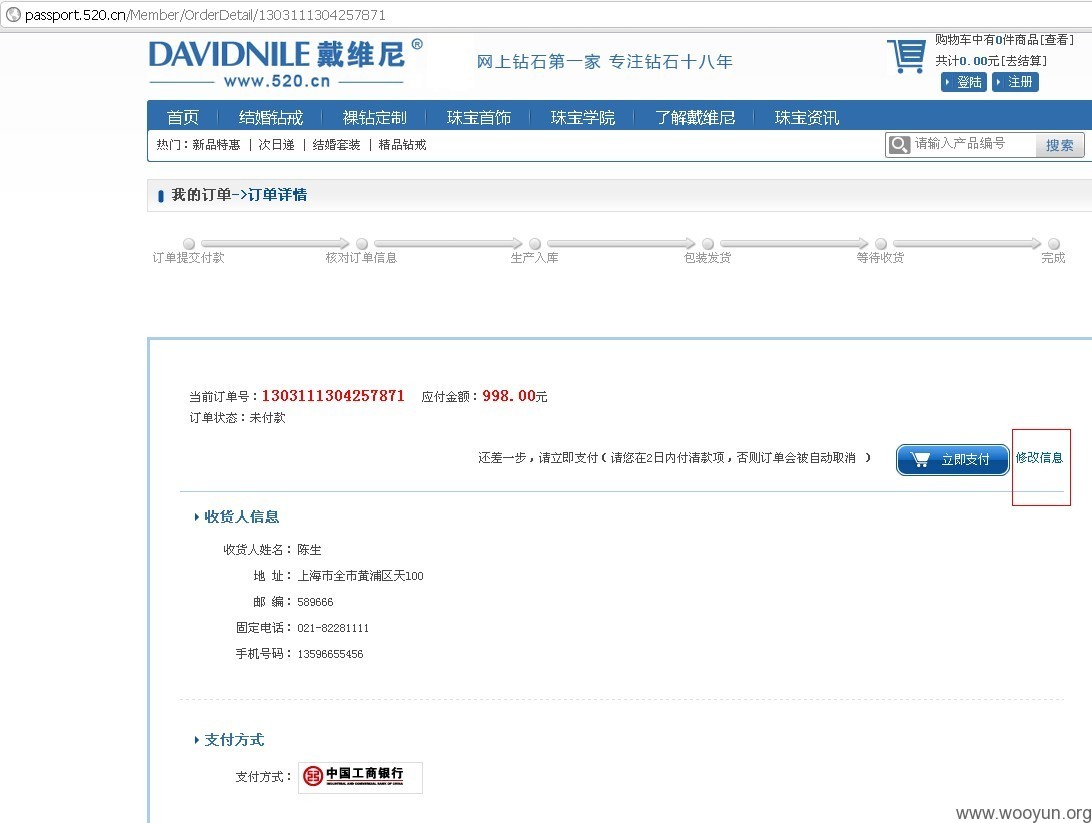 passport.520.cn/Member/OrderDetail/1303111304257871
DAVIDNILE 戴维尼®
www.520.cn
网上钻石第一家 专注钻石十八年
购物车中有0件商品[查看]
共计0.00元[去结算]
登陆 注册
首页 结婚钻戒 裸钻定制 珠宝首饰 珠宝学院 了解戴维尼 珠宝资讯
热门：新品特惠 | 次日递 | 结婚套装 | 精品钻戒
请输入产品编号 搜索
我的订单->订单详情
订单提交付款 核对订单信息 生产入库 包装发货 等待收货 完成
当前订单号：1303111304257871 应付金额：998.00元
订单状态：未付款
还差一步，请立即支付（请您在2日内付清款项，否则订单会被自动取消 ） 立即支付 修改信息
收货人信息
收货人姓名：陈生
地 址：上海市全市黄浦区天100
邮 编：589666
固定电话：021-82281111
手机号码：13596655456
支付方式
支付方式：中国工商银行
INDUSTRIAL AND COMMERCIAL BANK OF CHINA
www.wooyun.org